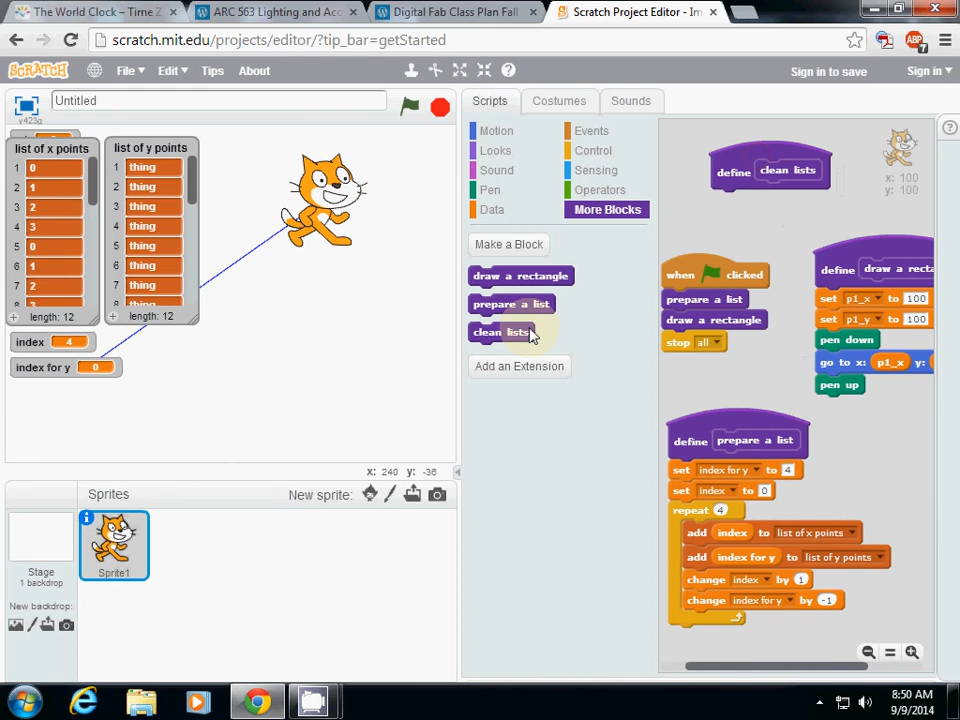 The World Clock – Time Z
ARC 563 Lighting and Aco
Digital Fab Class Plan Fall
Scratch Project Editor - Im
scratch.mit.edu/projects/editor/?tip_bar=getStarted
ABP
7
SCRATCH
File
Edit
Tips
About
Sign in to save
Sign in
v423a
Untitled
Scripts
Costumes
Sounds
Motion
Events
Looks
Control
Sound
Sensing
Pen
Operators
Data
More Blocks
Make a Block
draw a rectangle
prepare a list
clean lists
Add an Extension
list of x points
1 0
2 1
3 2
4 3
5 0
6 1
7 2
8 3
+ length: 12
list of y points
1 thing
2 thing
3 thing
4 thing
5 thing
6 thing
7 thing
8 thing
+ length: 12
index 4
index for y 0
x: 240 y: -36
define clean lists
x: 100
y: 100
when clicked
prepare a list
draw a rectangle
stop all
define draw a recta
set p1_x to 100
set p1_y to 100
pen down
go to x: p1_x y:
pen up
define prepare a list
set index for y to 4
set index to 0
repeat 4
add index to list of x points
add index for y to list of y points
change index by 1
change index for y by -1
Sprites
New sprite:
Stage
1 backdrop
New backdrop:
Sprite1
8:50 AM
9/9/2014